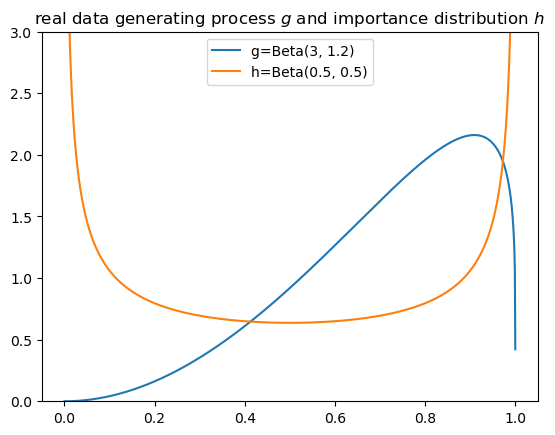 real data generating process g and importance distribution h
g=Beta(3, 1.2)
h=Beta(0.5, 0.5)
3.0
2.5
2.0
1.5
1.0
0.5
0.0
0.0 0.2 0.4 0.6 0.8 1.0